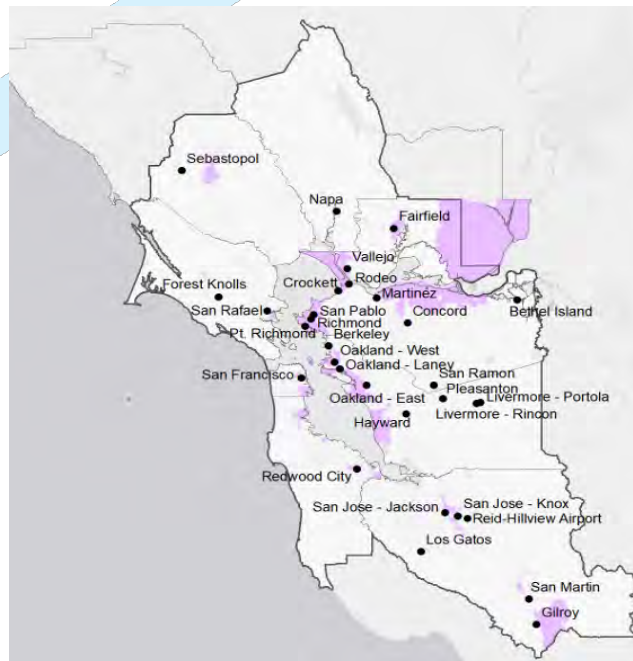 Sebastopol
Napa
Fairfield
Vallejo
Forest Knolls
Crockett
Rodeo
Martinez
Bethel Island
San Rafael
San Pablo
Richmond
Concord
Pt. Richmond
Berkeley
Oakland - West
Oakland - Laney
San Francisco
San Ramon
Pleasanton
Oakland - East
Livermore - Portola
Livermore - Rincon
Hayward
Redwood City
San Jose - Jackson
San Jose - Knox
Reid-Hillview Airport
Los Gatos
San Martin
Gilroy